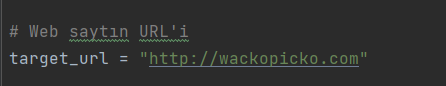 # Web saytın URL'i
target_url = "http://wackopicko.com"